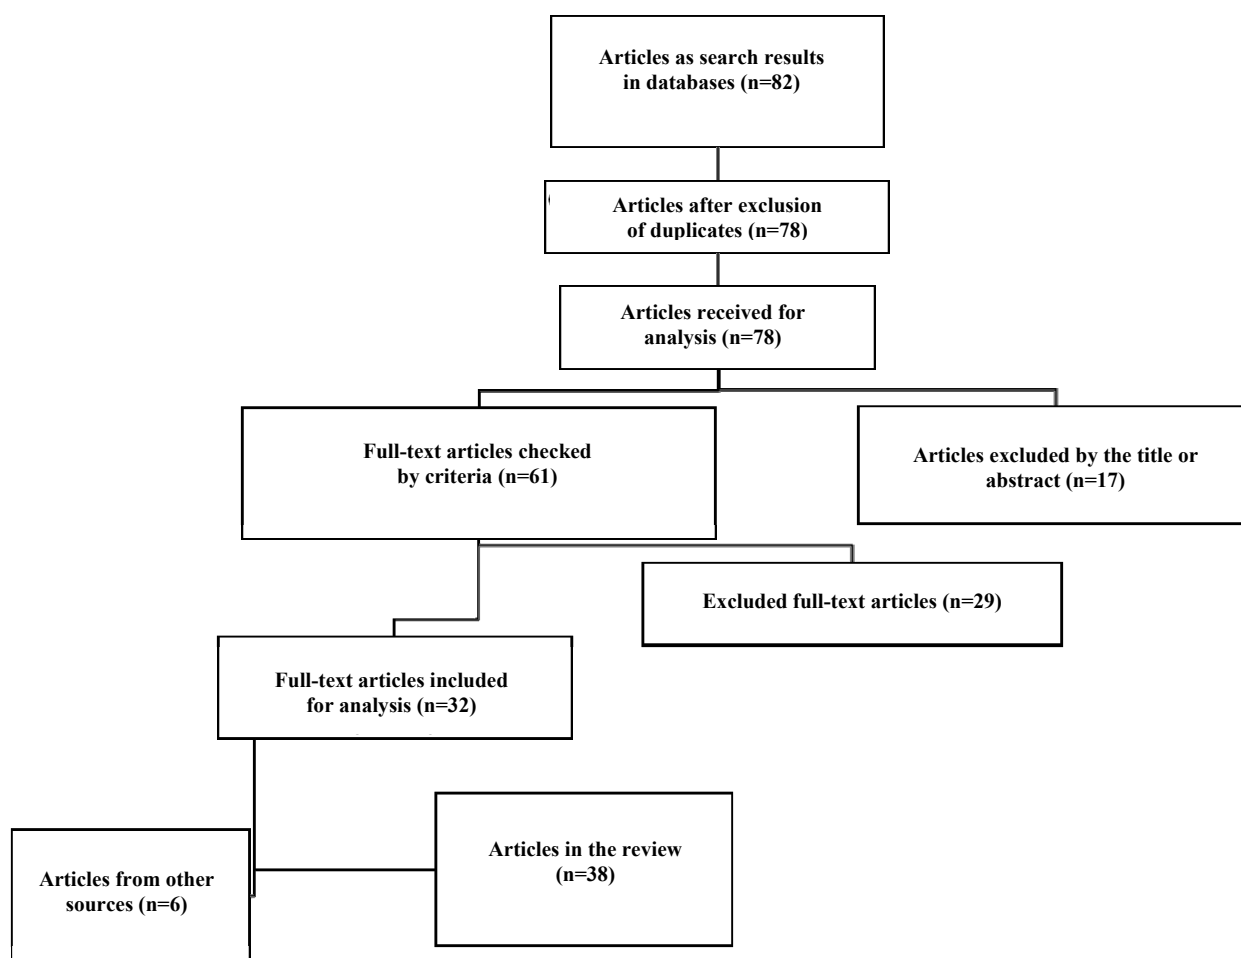 Articles as search results
in databases (n=82)
Articles after exclusion
of duplicates (n=78)
Articles received for
analysis (n=78)
Full-text articles checked
by criteria (n=61)
Articles excluded by the title or
abstract (n=17)
Excluded full-text articles (n=29)
Full-text articles included
for analysis (n=32)
Articles in the review
(n=38)
Articles from other
sources (n=6)